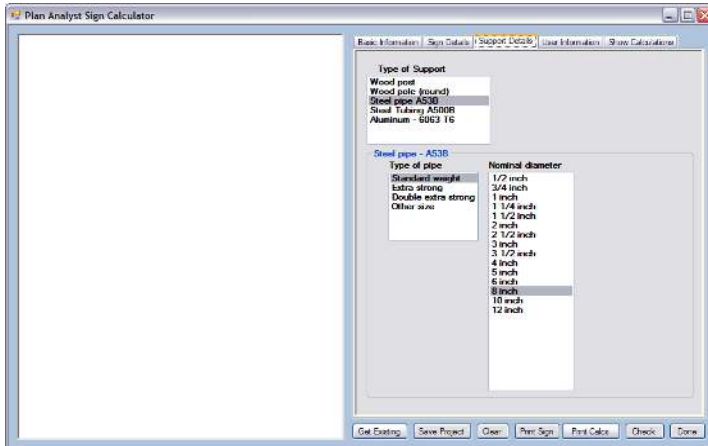 Plan Analyst Sign Calculator
Basic Information Sign Details Support Details User Information Show Calculations
Type of Support
Wood post
Wood pole (round)
Steel pipe A53B
Steel Tubing A500B
Aluminum - 6063 T6
Steel pipe - A53B
Type of pipe
Standard weight
Extra strong
Double extra strong
Other size
Nominal diameter
1/2 inch
3/4 inch
1 inch
1 1/4 inch
1 1/2 inch
2 inch
2 1/2 inch
3 inch
3 1/2 inch
4 inch
5 inch
6 inch
8 inch
10 inch
12 inch
Get Existing Save Project Clear Print Sign Print Calcs Check Done